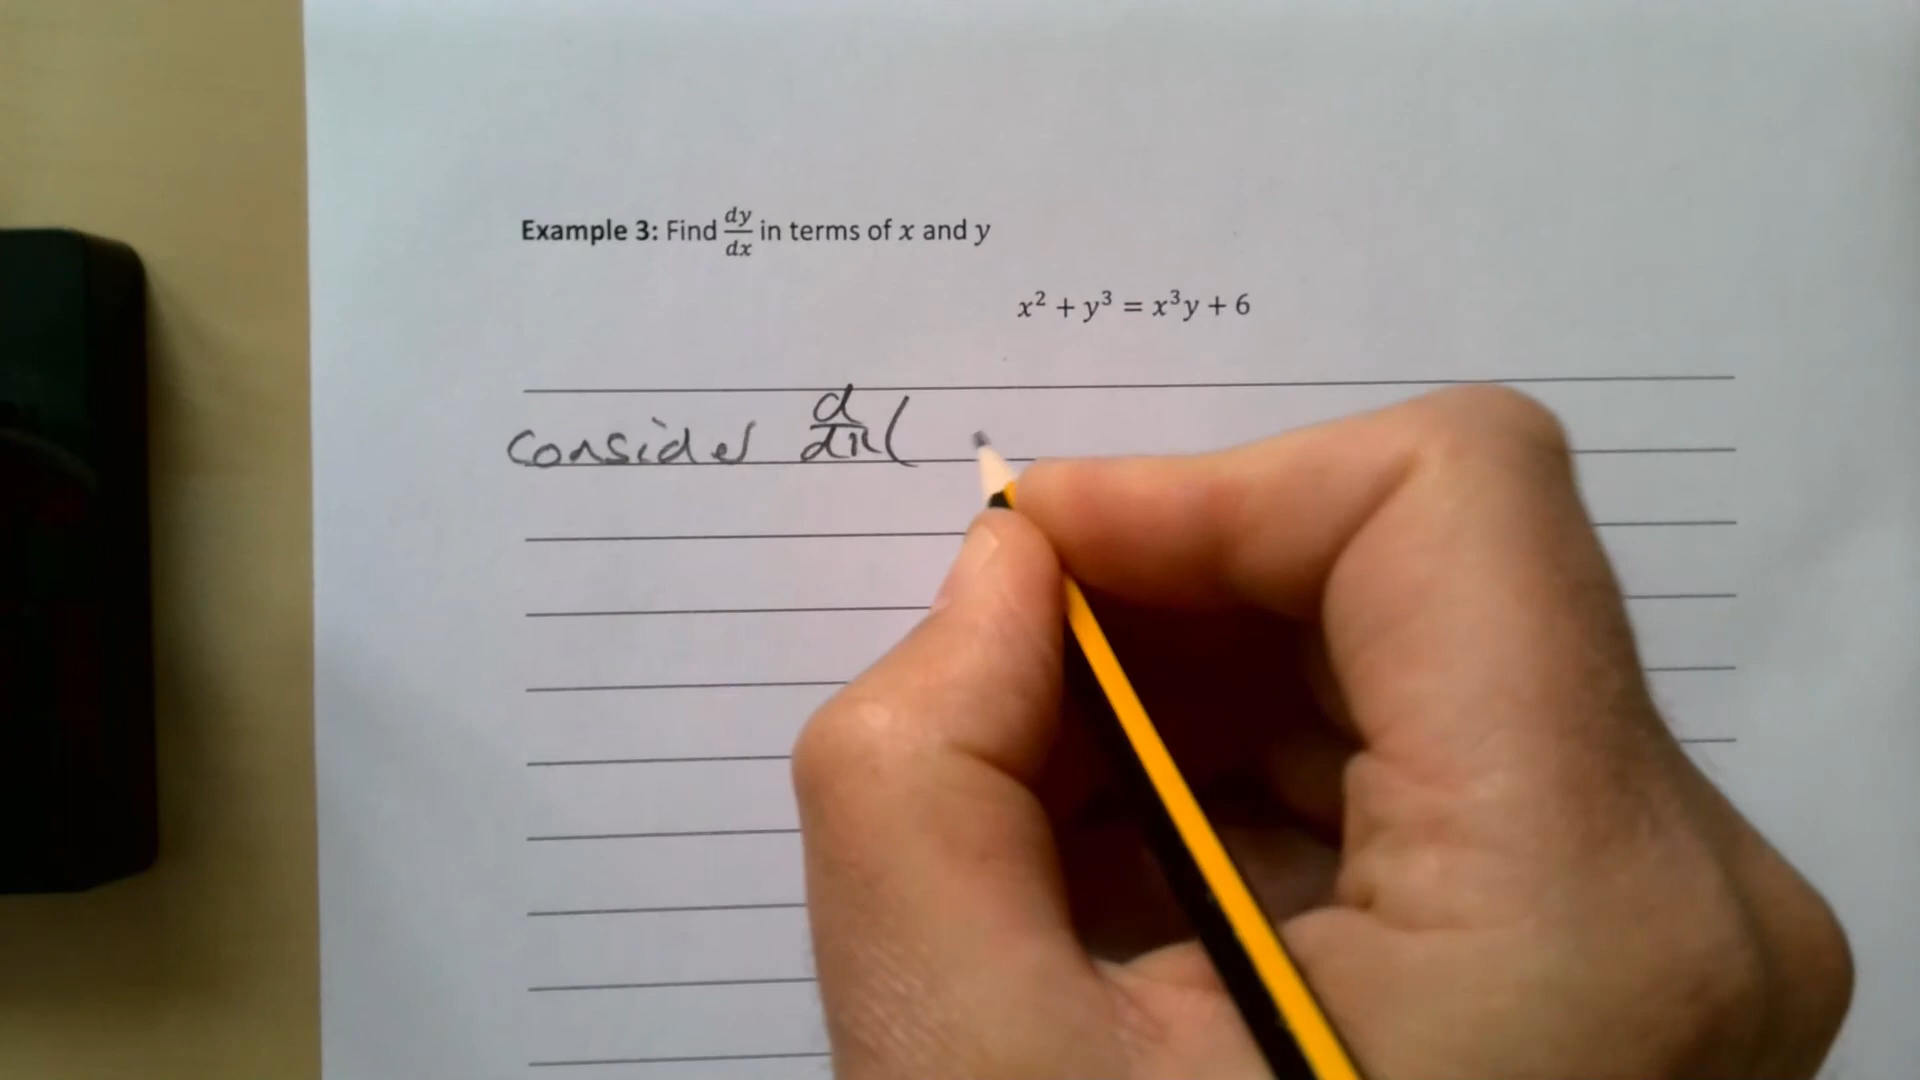 Example 3: Find dy/dx in terms of x and y
x² + y³ = x³y + 6
consider d/dx(